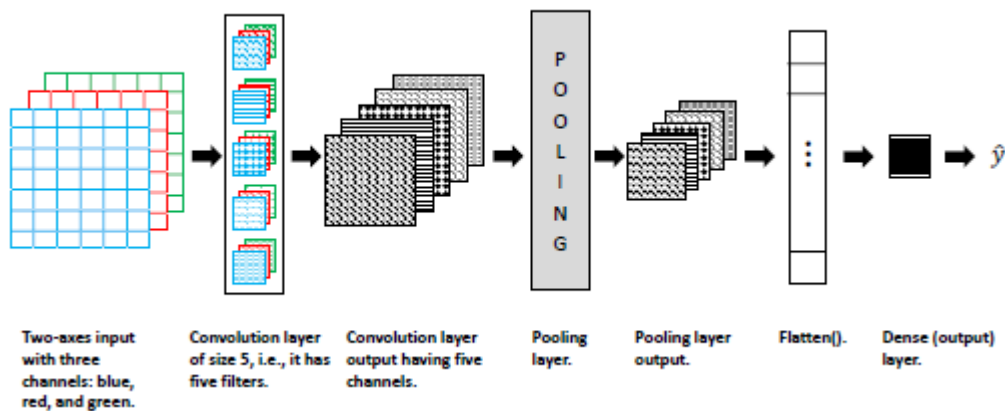 P
O
O
L
I
N
G
ŷ
Two-axes input
with three
channels: blue,
red, and green.
Convolution layer
of size 5, i.e., it has
five filters.
Convolution layer
output having five
channels.
Pooling
layer.
Pooling layer
output.
Flatten().
Dense (output)
layer.